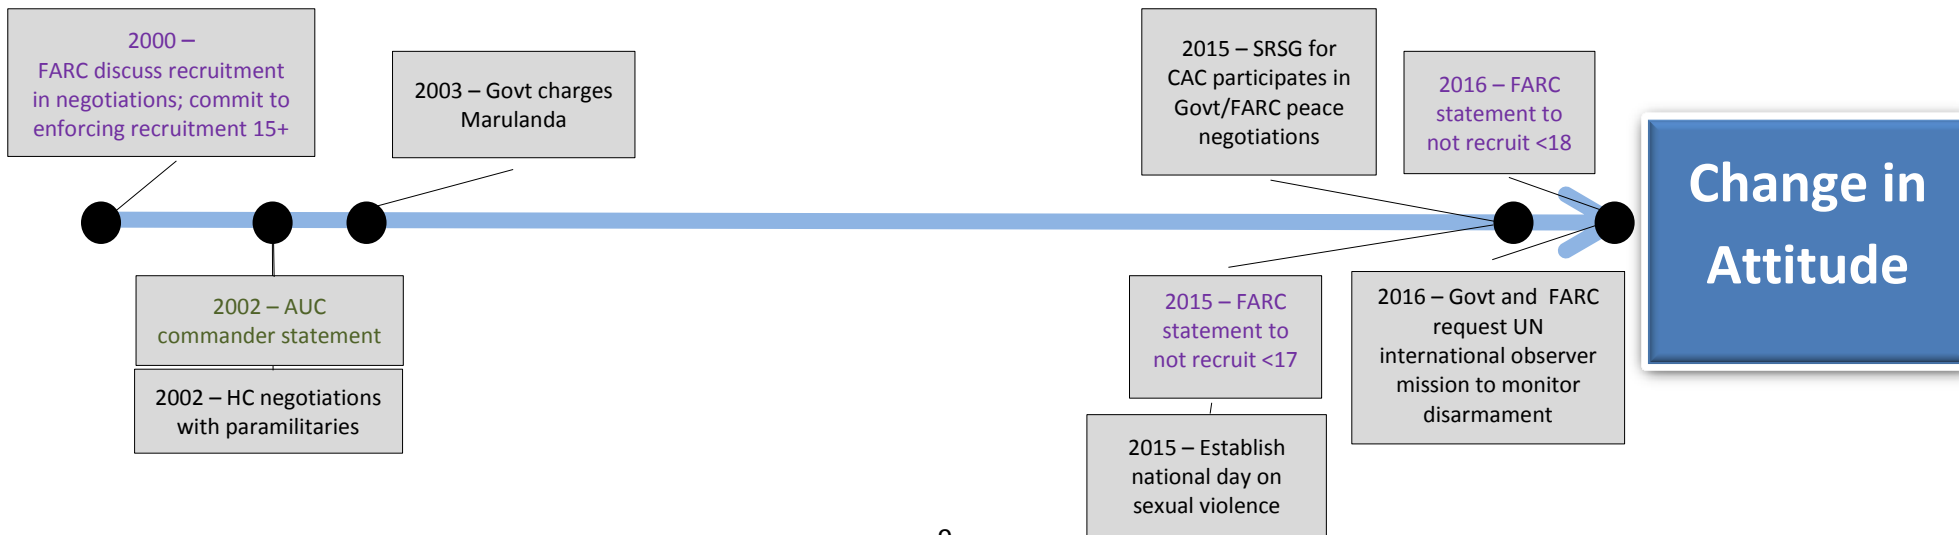 2000 –
FARC discuss recruitment
in negotiations; commit to
enforcing recruitment 15+
2003 – Govt charges
Marulanda
2015 – SRSG for
CAC participates in
Govt/FARC peace
negotiations
2016 – FARC
statement to
not recruit <18
Change in
Attitude
2002 – AUC
commander statement
2002 – HC negotiations
with paramilitaries
2015 – FARC
statement to
not recruit <17
2015 – Establish
national day on
sexual violence
2016 – Govt and  FARC
request UN
international observer
mission to monitor
disarmament